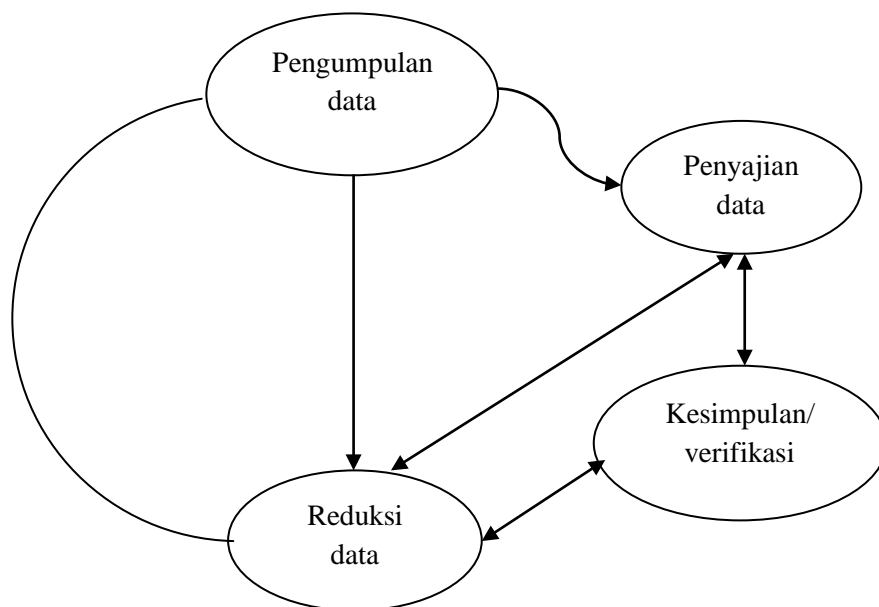 Pengumpulan
data
Penyajian
data
Kesimpulan/
verifikasi
Reduksi
data